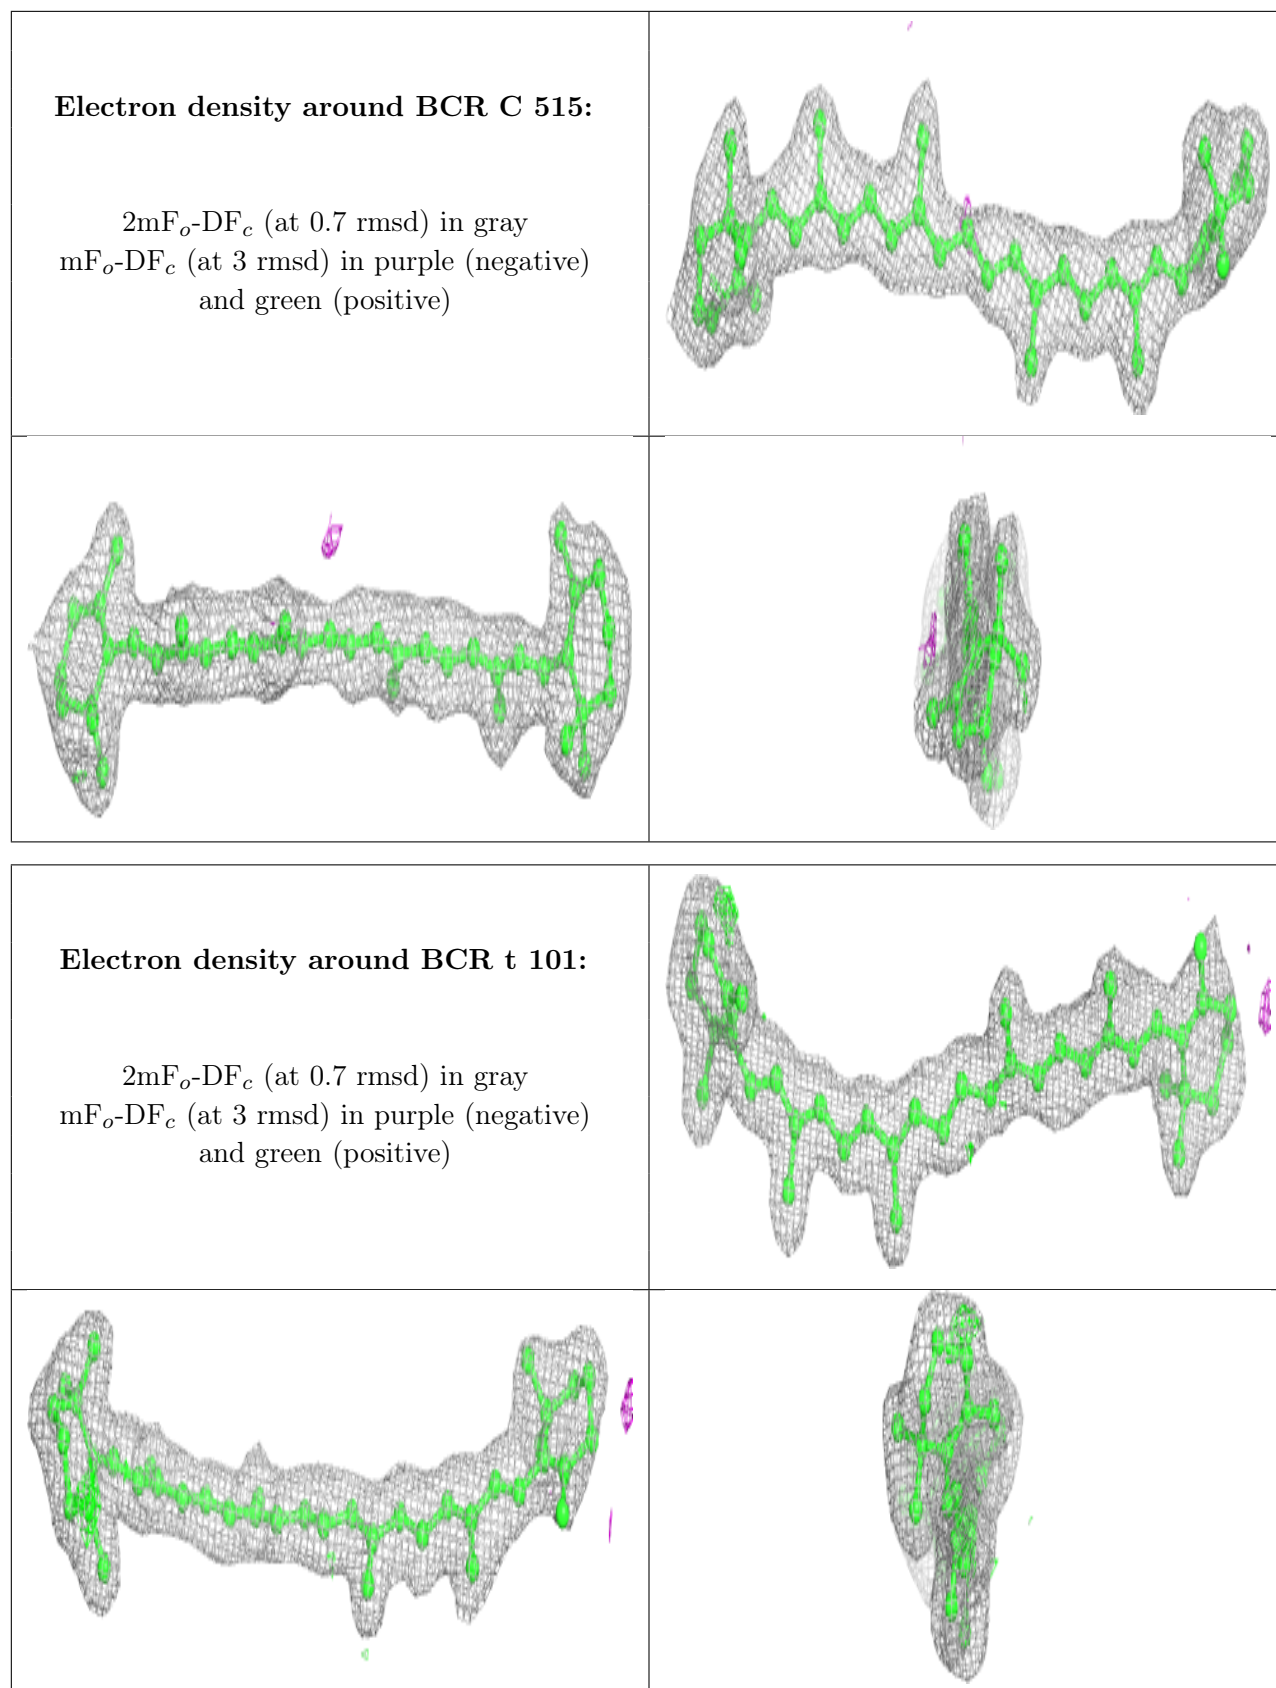 Electron density around BCR C 515:
2mFo-DFc (at 0.7 rmsd) in gray
mFo-DFc (at 3 rmsd) in purple (negative)
and green (positive)
Electron density around BCR t 101:
2mFo-DFc (at 0.7 rmsd) in gray
mFo-DFc (at 3 rmsd) in purple (negative)
and green (positive)